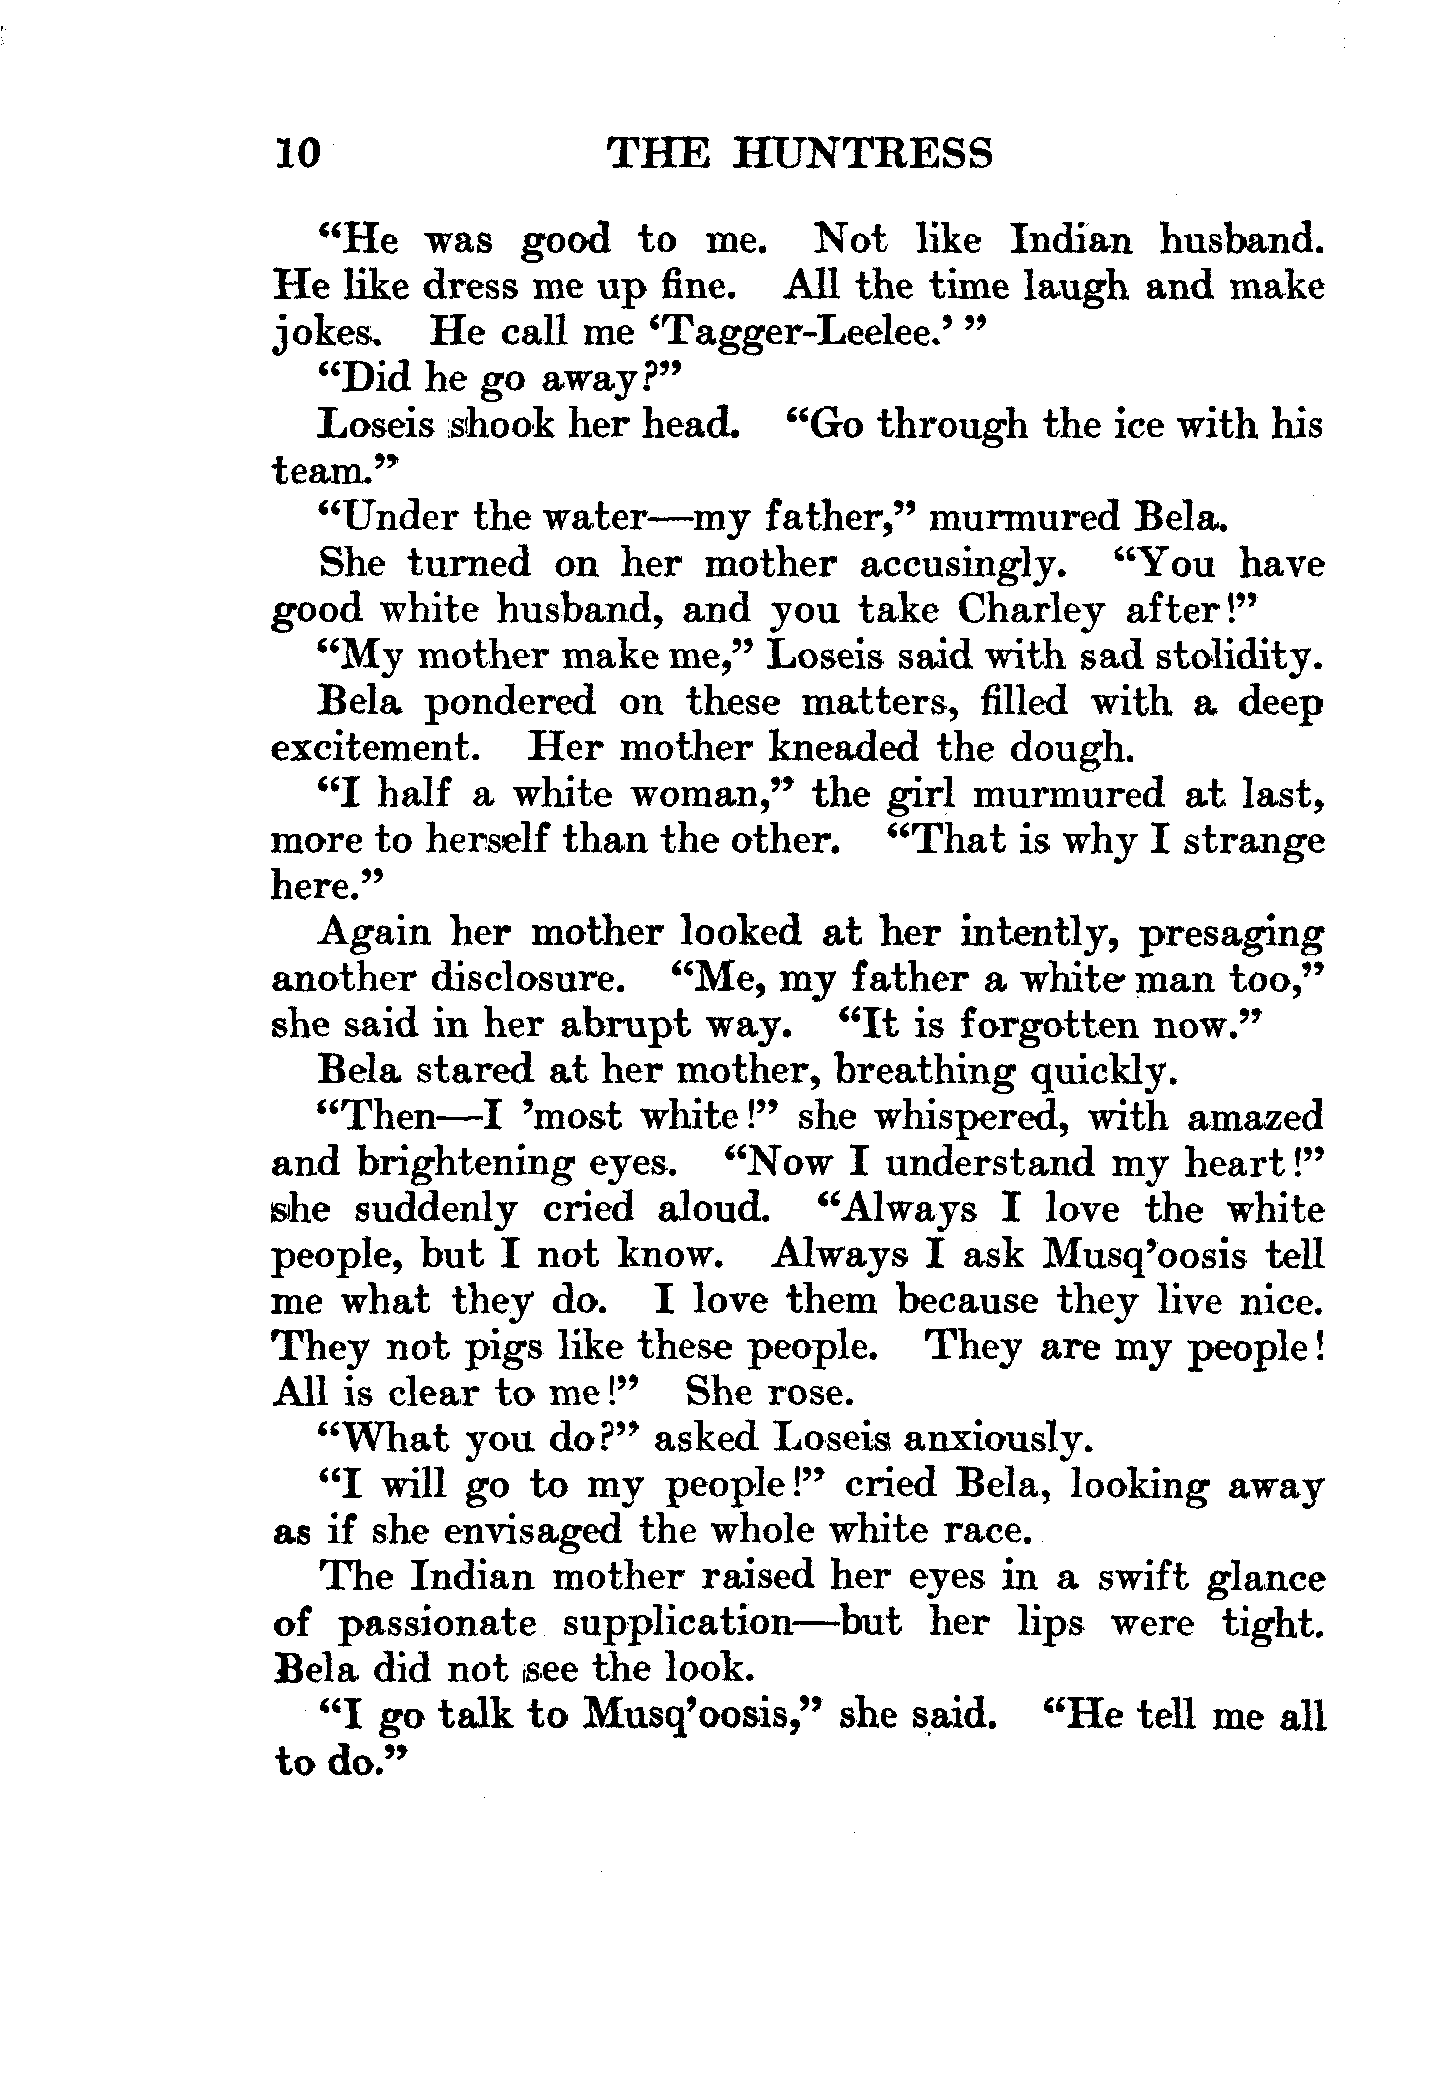 10 THE HUNTRESS
“He was good to me. Not like Indian husband.
He like dress me up fine. All the time laugh and make
jokes. He call me ‘Tagger-Leelee.’ ”
“Did he go away?”
Loseis shook her head. “Go through the ice with his
team.”
“Under the water—my father,” murmured Bela.
She turned on her mother accusingly. “You have
good white husband, and you take Charley after!”
“My mother make me,” Loseis said with sad stolidity.
Bela pondered on these matters, filled with a deep
excitement. Her mother kneaded the dough.
“I half a white woman,” the girl murmured at last,
more to herself than the other. “That is why I strange
here.”
Again her mother looked at her intently, presaging
another disclosure. “Me, my father a white man too,”
she said in her abrupt way. “It is forgotten now.”
Bela stared at her mother, breathing quickly.
“Then—I ’most white!” she whispered, with amazed
and brightening eyes. “Now I understand my heart!”
she suddenly cried aloud. “Always I love the white
people, but I not know. Always I ask Musq’oosis tell
me what they do. I love them because they live nice.
They not pigs like these people. They are my people!
All is clear to me!” She rose.
“What you do?” asked Loseis anxiously.
“I will go to my people!” cried Bela, looking away
as if she envisaged the whole white race.
The Indian mother raised her eyes in a swift glance
of passionate supplication—but her lips were tight.
Bela did not see the look.
“I go talk to Musq’oosis,” she said. “He tell me all
to do.”